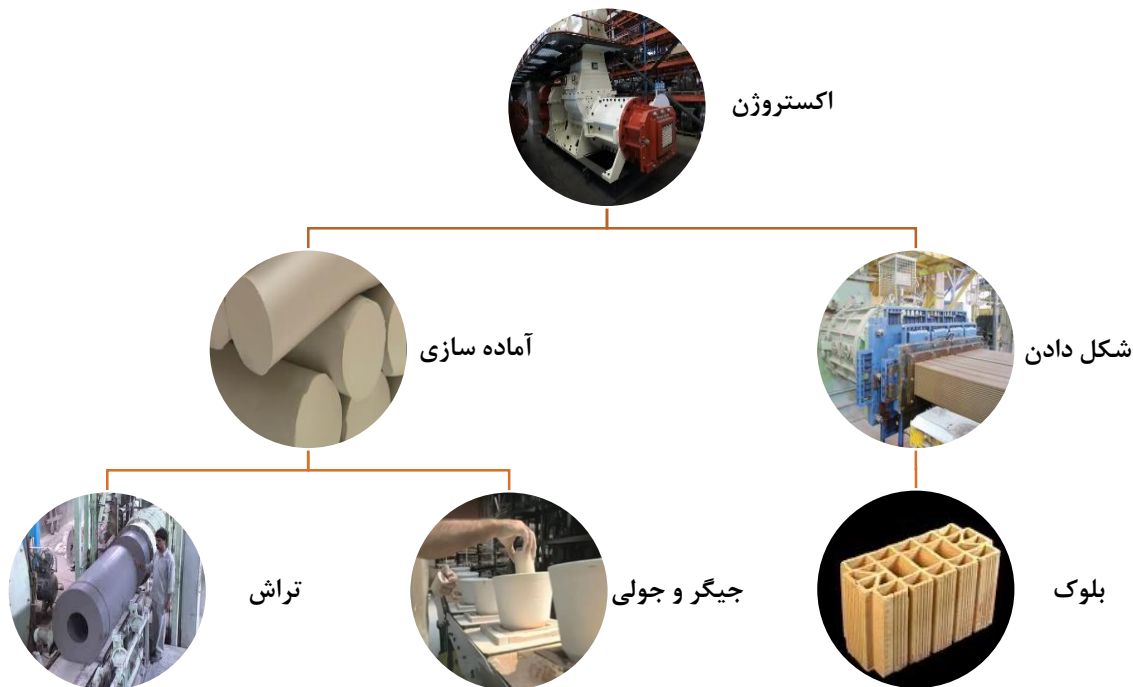 اکستروژن
شکل دادن
آماده سازی
بلوک
جیگر و جولی
تراش